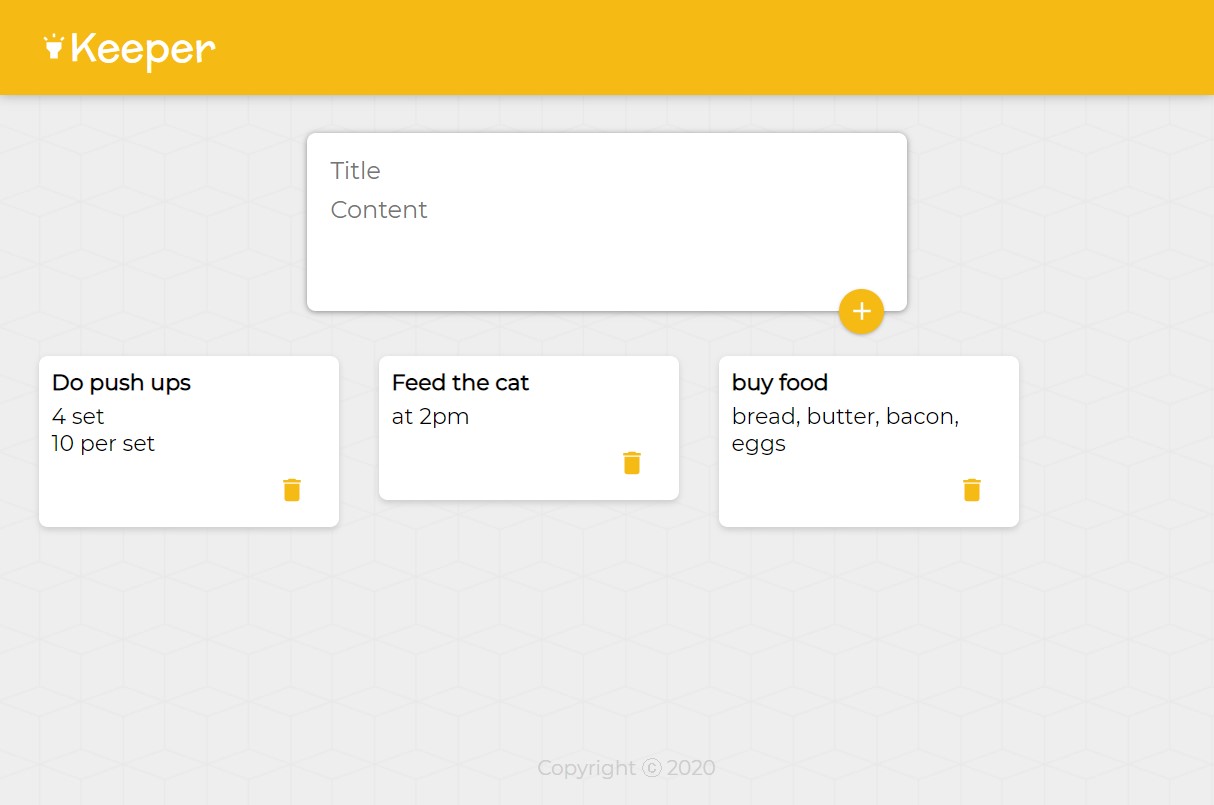 Keeper
Title
Content
Do push ups
4 set
10 per set
Feed the cat
at 2pm
buy food
bread, butter, bacon,
eggs
Copyright ⓒ 2020